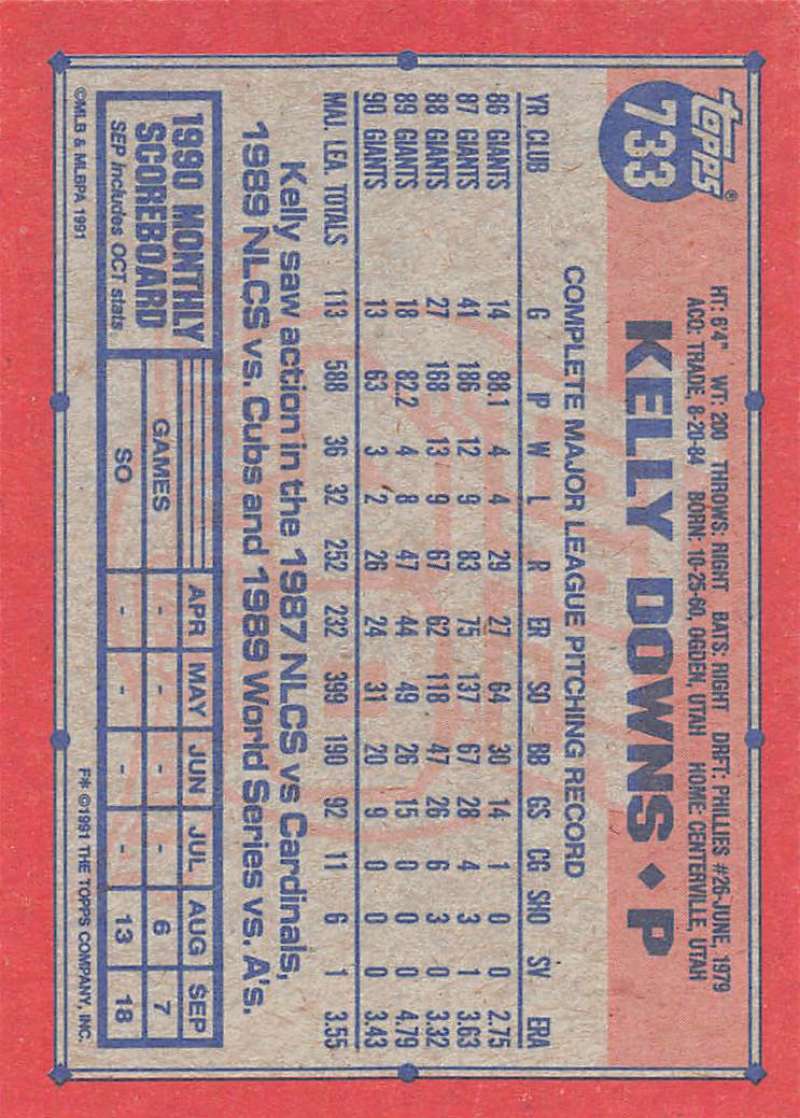 topps®
733
HT: 6'4" WT: 200 THROWS: RIGHT BATS: RIGHT DRFT: PHILLIES #26-JUNE, 1979
ACQ: TRADE 8-20-84 BORN: 10-25-60, OGDEN, UTAH HOME: CENTERVILLE, UTAH
KELLY DOWNS ♦ P
COMPLETE MAJOR LEAGUE PITCHING RECORD
YR CLUB G IP W L R ER SO BB GS CG SHO SV ERA
86 GIANTS 14 88.1 4 4 29 27 64 30 14 1 0 0 2.75
87 GIANTS 41 186 12 9 83 75 137 67 28 4 3 1 3.63
88 GIANTS 27 168 13 9 67 62 118 47 26 6 3 0 3.32
89 GIANTS 18 82.2 4 8 47 44 49 26 15 0 0 0 4.79
90 GIANTS 13 63 3 2 26 24 31 20 9 0 0 0 3.43
MAJ. LEA. TOTALS 113 588 36 32 252 232 399 190 92 11 6 1 3.55
Kelly saw action in the 1987 NLCS vs Cardinals,
1989 NLCS vs. Cubs and 1989 World Series vs. A's.
1990 MONTHLY
SCOREBOARD
SEP includes OCT stats.
APR MAY JUN JUL AUG SEP
GAMES - - - - 6 7
SO - - - - 13 18
©MLB & MLBPA 1991
F* ©1991 THE TOPPS COMPANY, INC.